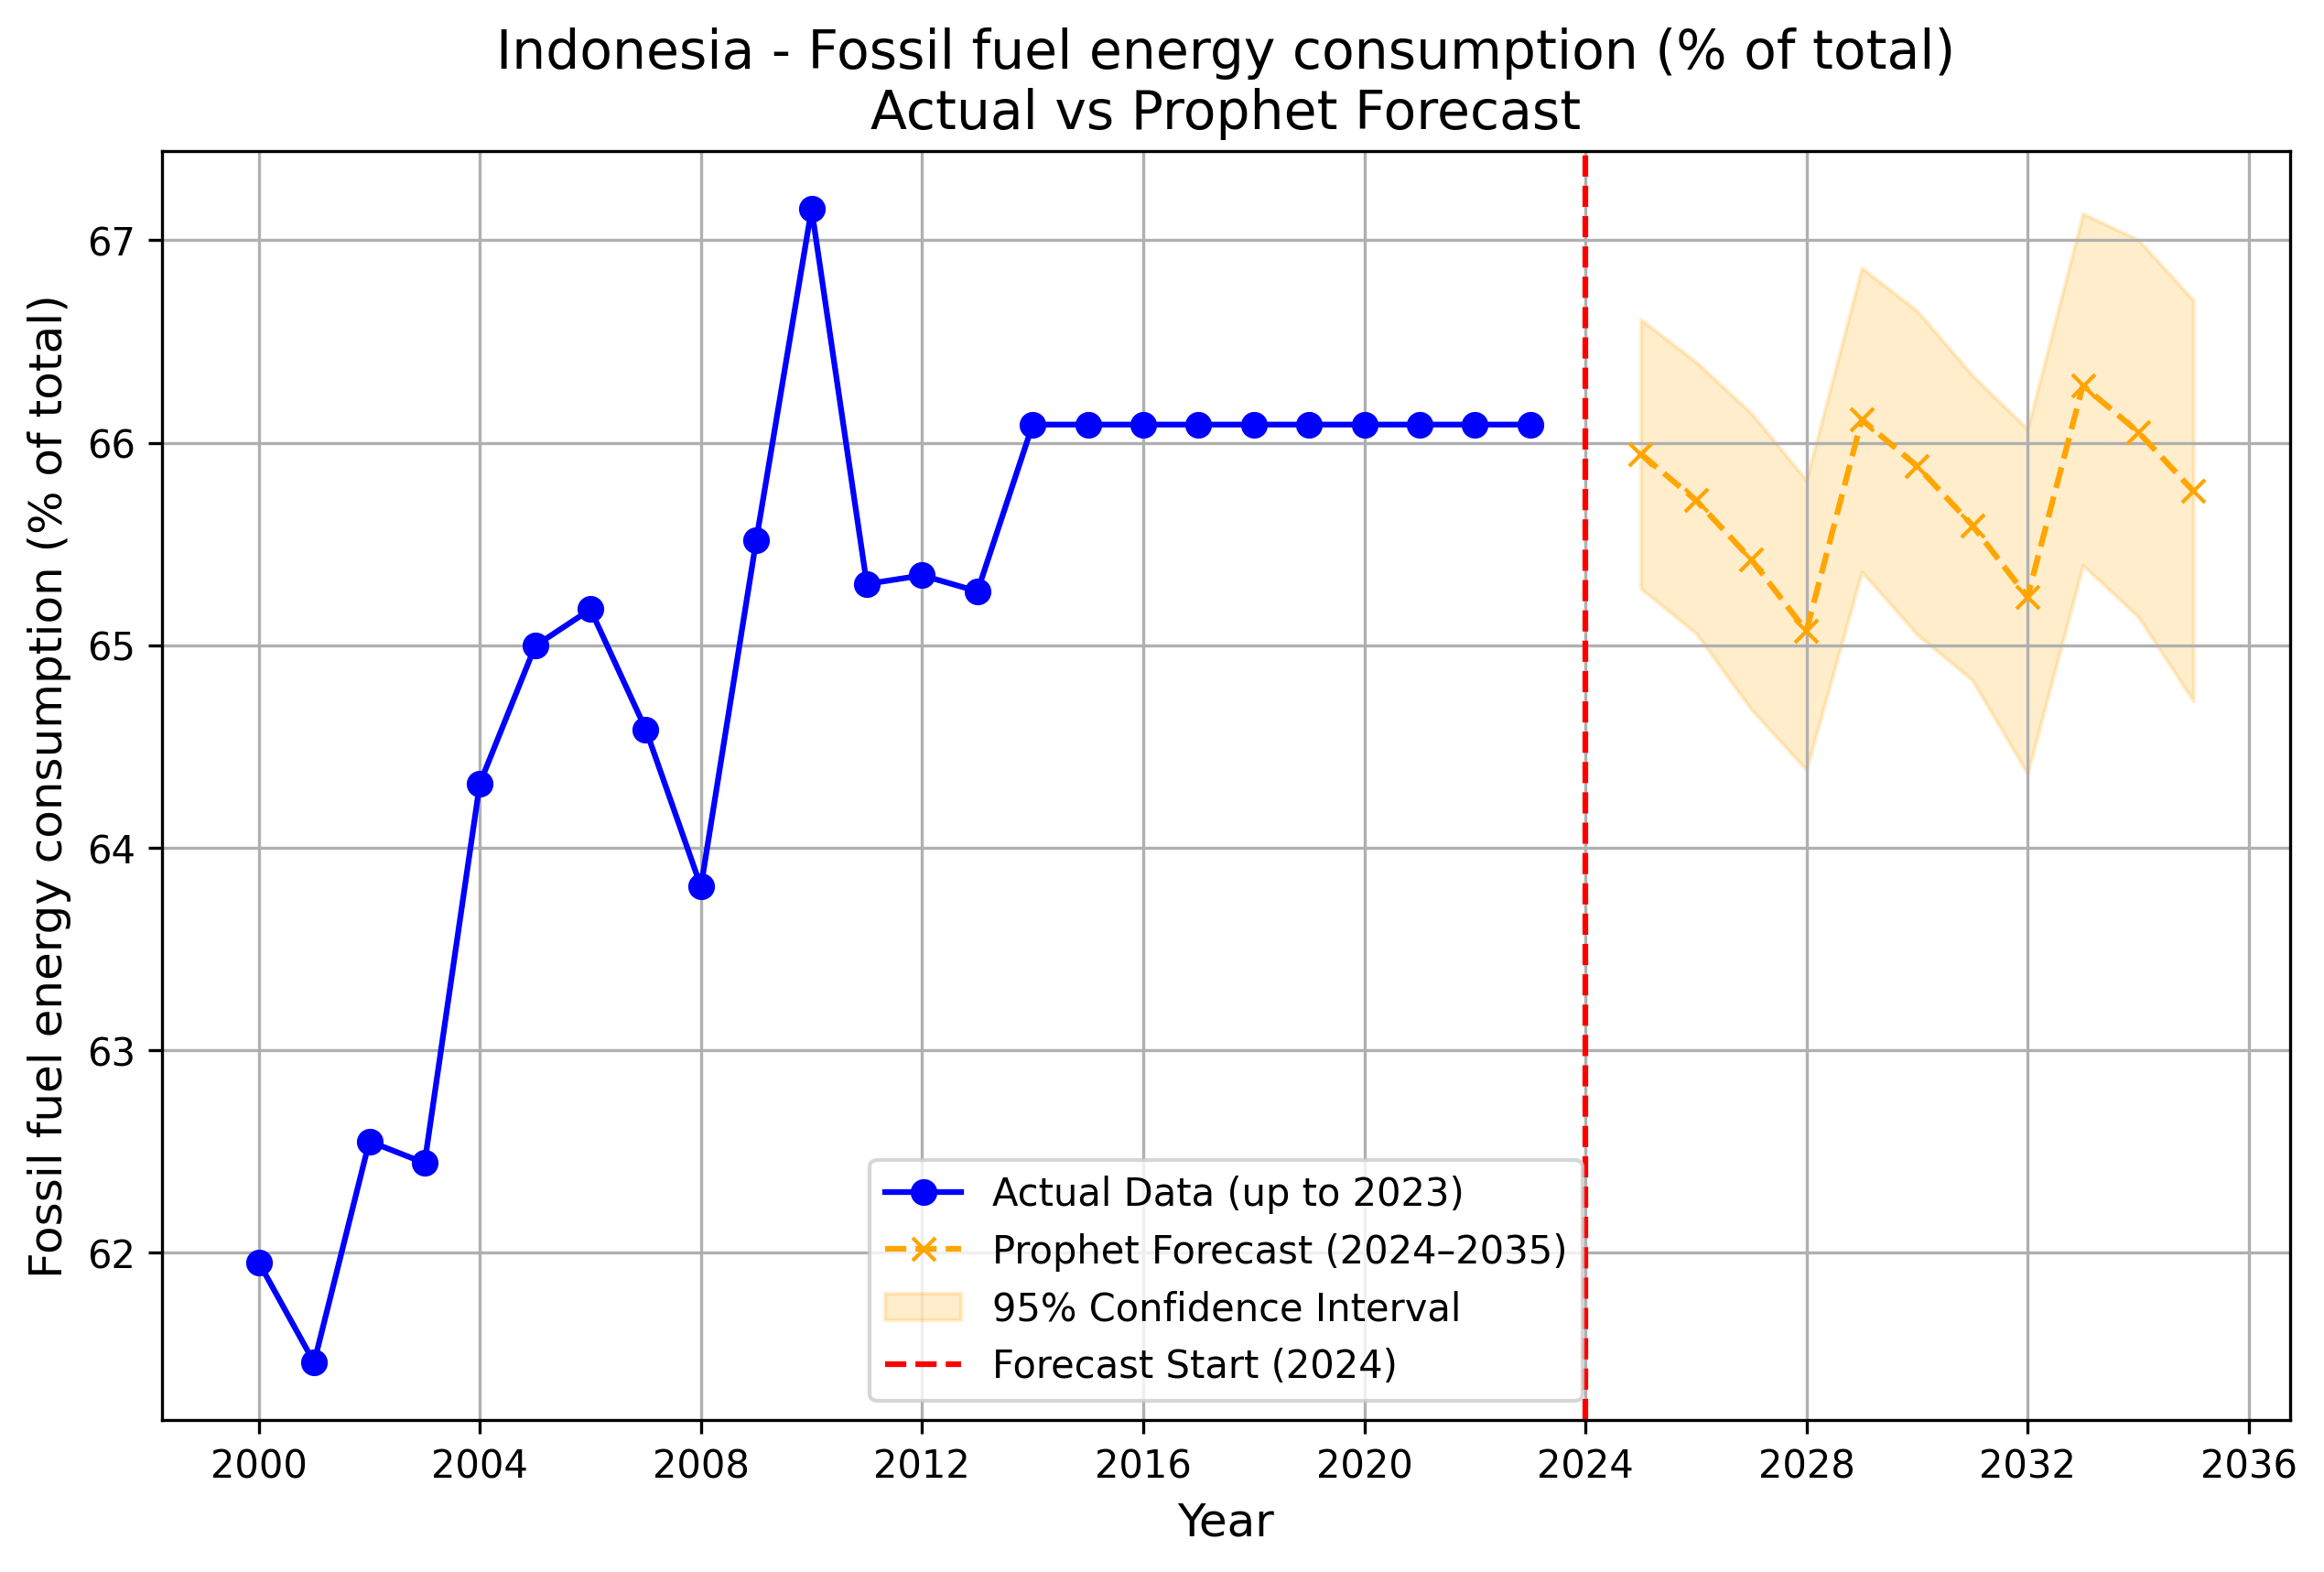 Indonesia - Fossil fuel energy consumption (% of total)
Actual vs Prophet Forecast
Fossil fuel energy consumption (% of total)
67
66
65
64
63
62
Actual Data (up to 2023)
Prophet Forecast (2024–2035)
95% Confidence Interval
Forecast Start (2024)
2000 2004 2008 2012 2016 2020 2024 2028 2032 2036
Year